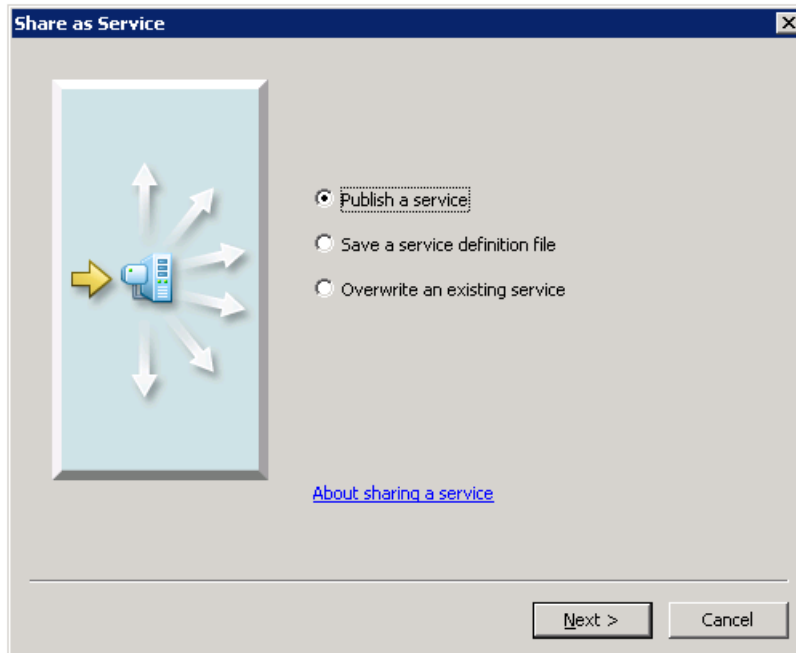 Share as Service
Publish a service
Save a service definition file
Overwrite an existing service
About sharing a service
Next >
Cancel